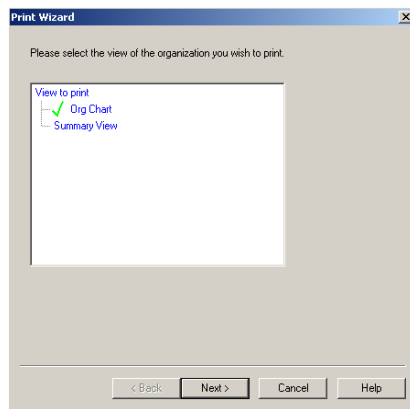 Print Wizard
Please select the view of the organization you wish to print.
View to print
Org Chart
Summary View
< Back Next > Cancel Help